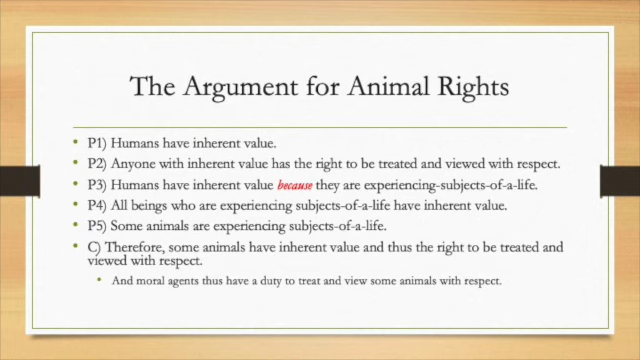 The Argument for Animal Rights
• P1) Humans have inherent value.
• P2) Anyone with inherent value has the right to be treated and viewed with respect.
• P3) Humans have inherent value because they are experiencing-subjects-of-a-life.
• P4) All beings who are experiencing subjects-of-a-life have inherent value.
• P5) Some animals are experiencing subjects-of-a-life.
• C) Therefore, some animals have inherent value and thus the right to be treated and
viewed with respect.
• And moral agents thus have a duty to treat and view some animals with respect.